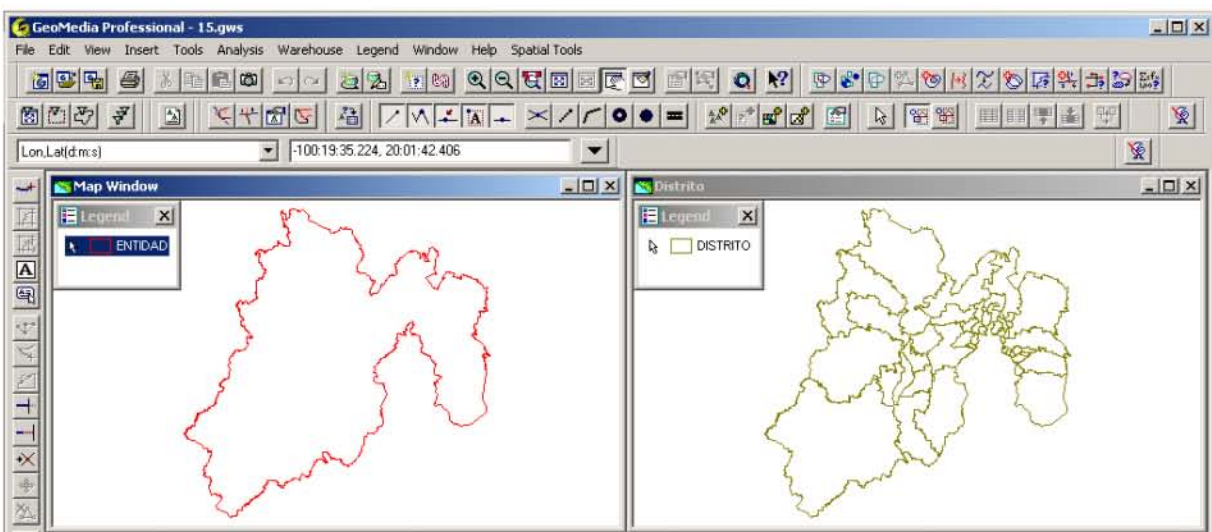 GeoMedia Professional - 15.gws
File Edit View Insert Tools Analysis Warehouse Legend Window Help Spatial Tools
Lon,Lat(d:m:s) -100:19:35.224, 20:01:42.406
Map Window
Legend
ENTIDAD
Distrito
Legend
DISTRITO
A